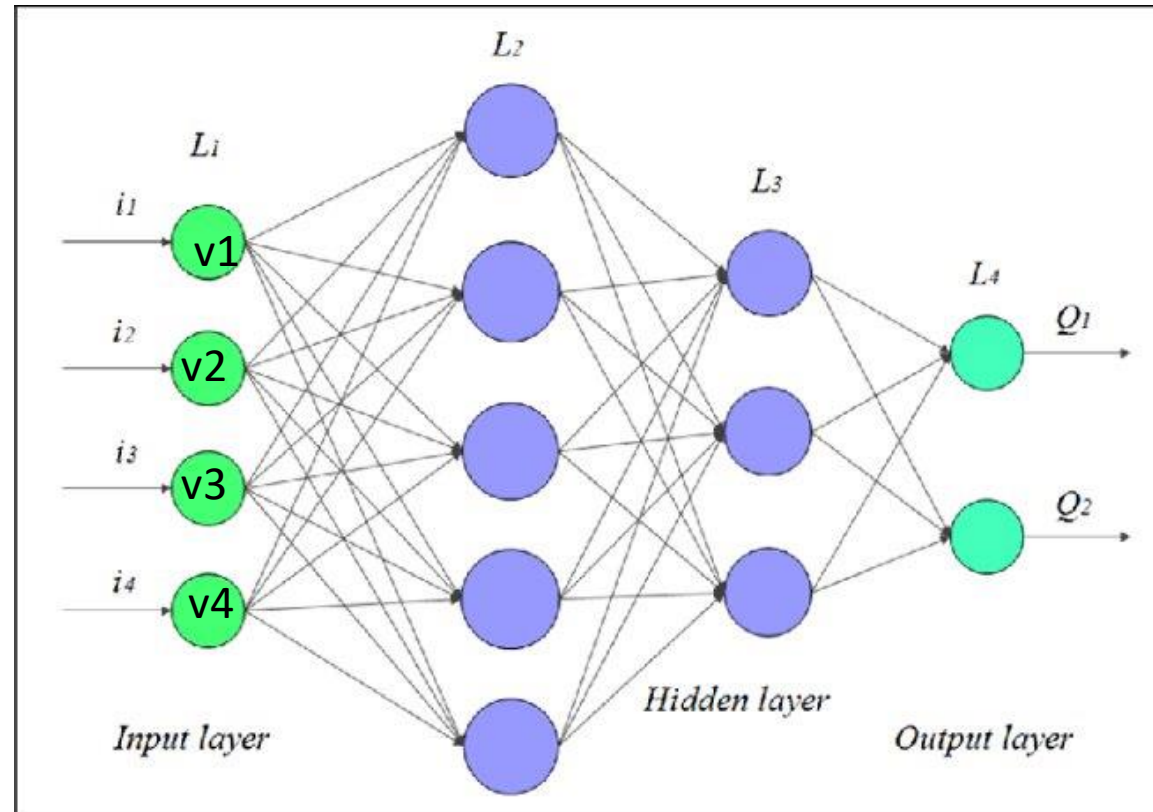 L2
L1
i1
v1
L3
L4
Q1
i2
v2
i3
v3
Q2
i4
v4
Hidden layer
Input layer
Output layer